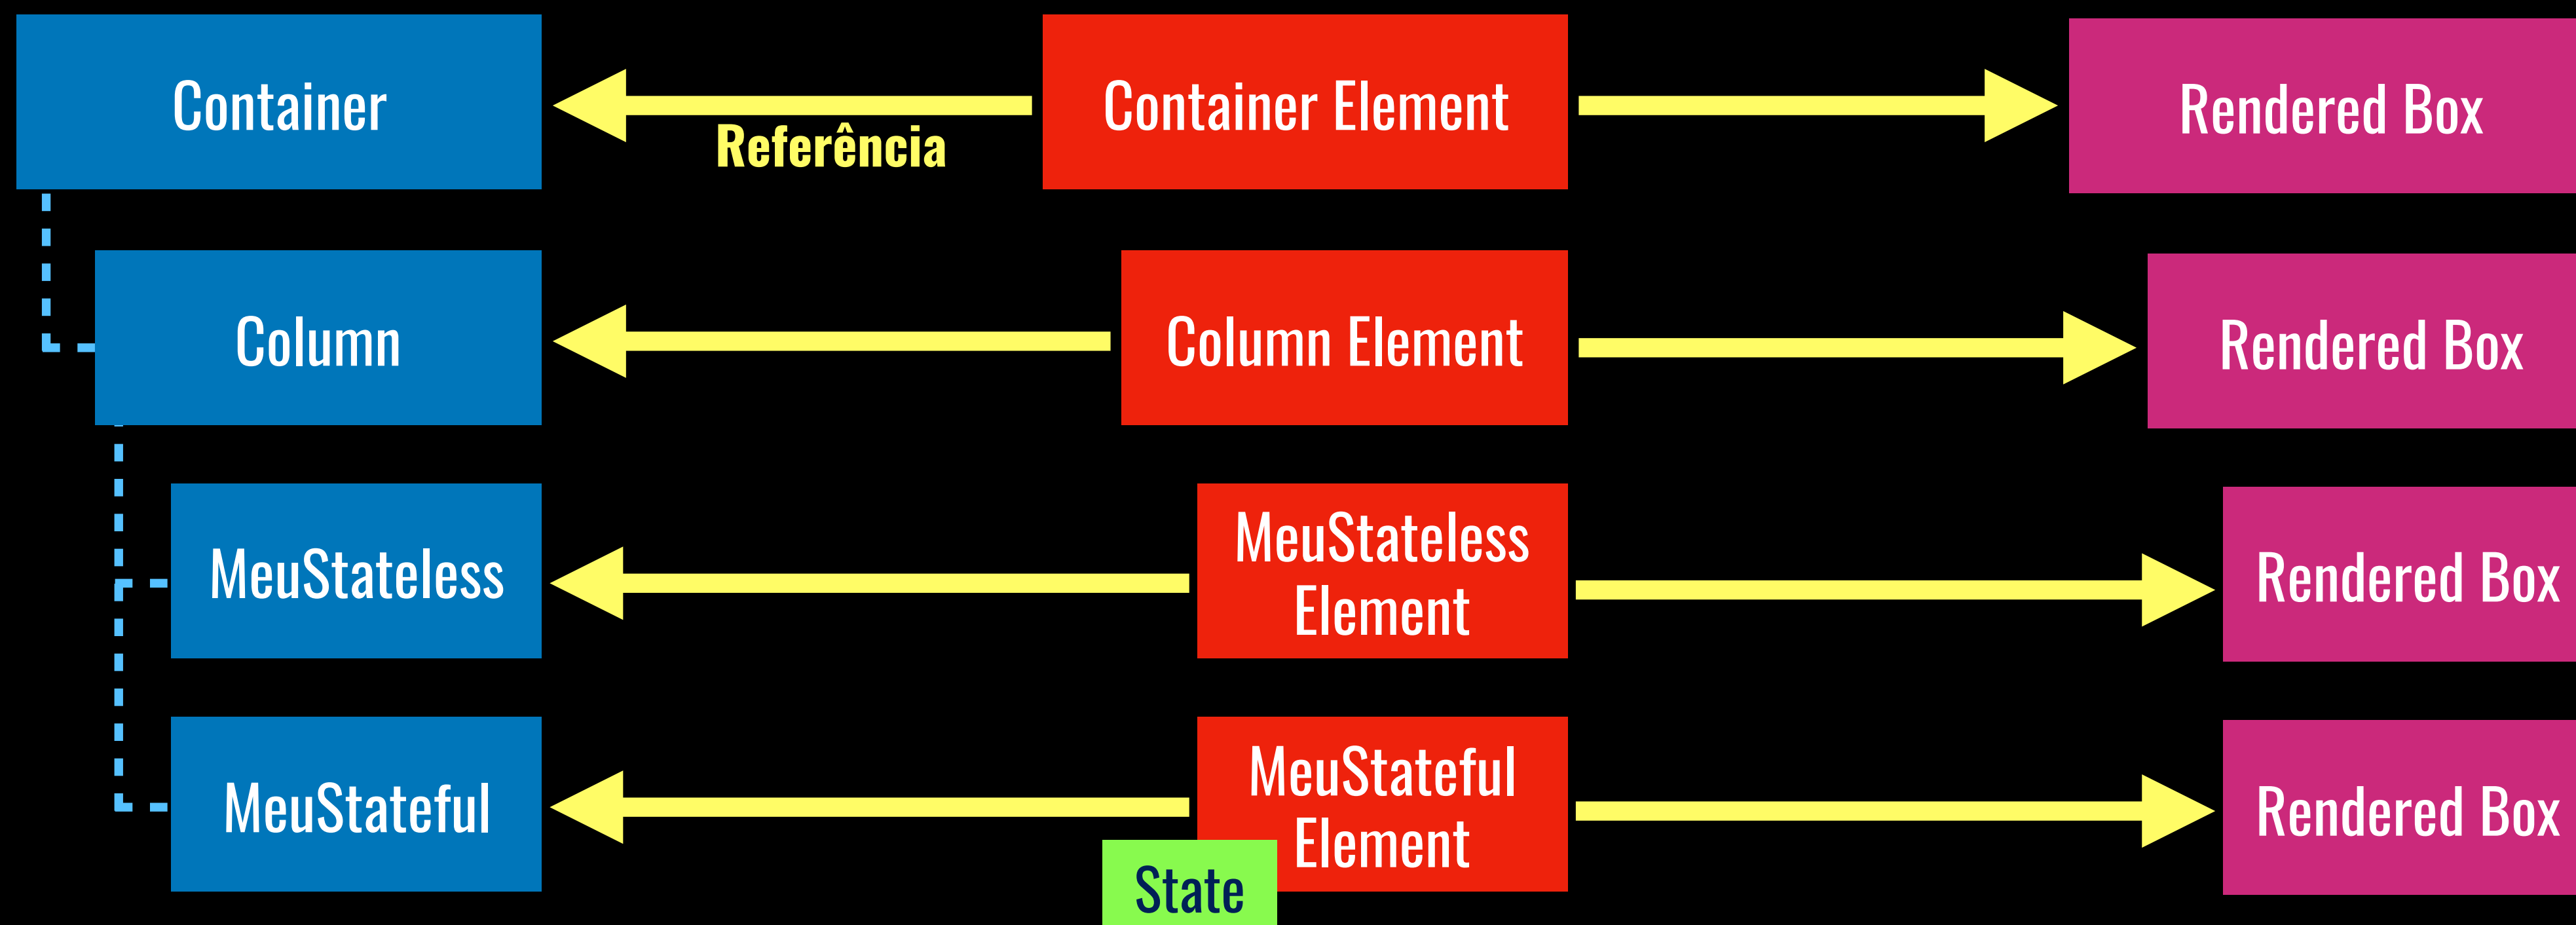 Container
Referência
Container Element
Rendered Box
Column
Column Element
Rendered Box
MeuStateless
MeuStateless
Element
Rendered Box
MeuStateful
MeuStateful
Element
State
Rendered Box